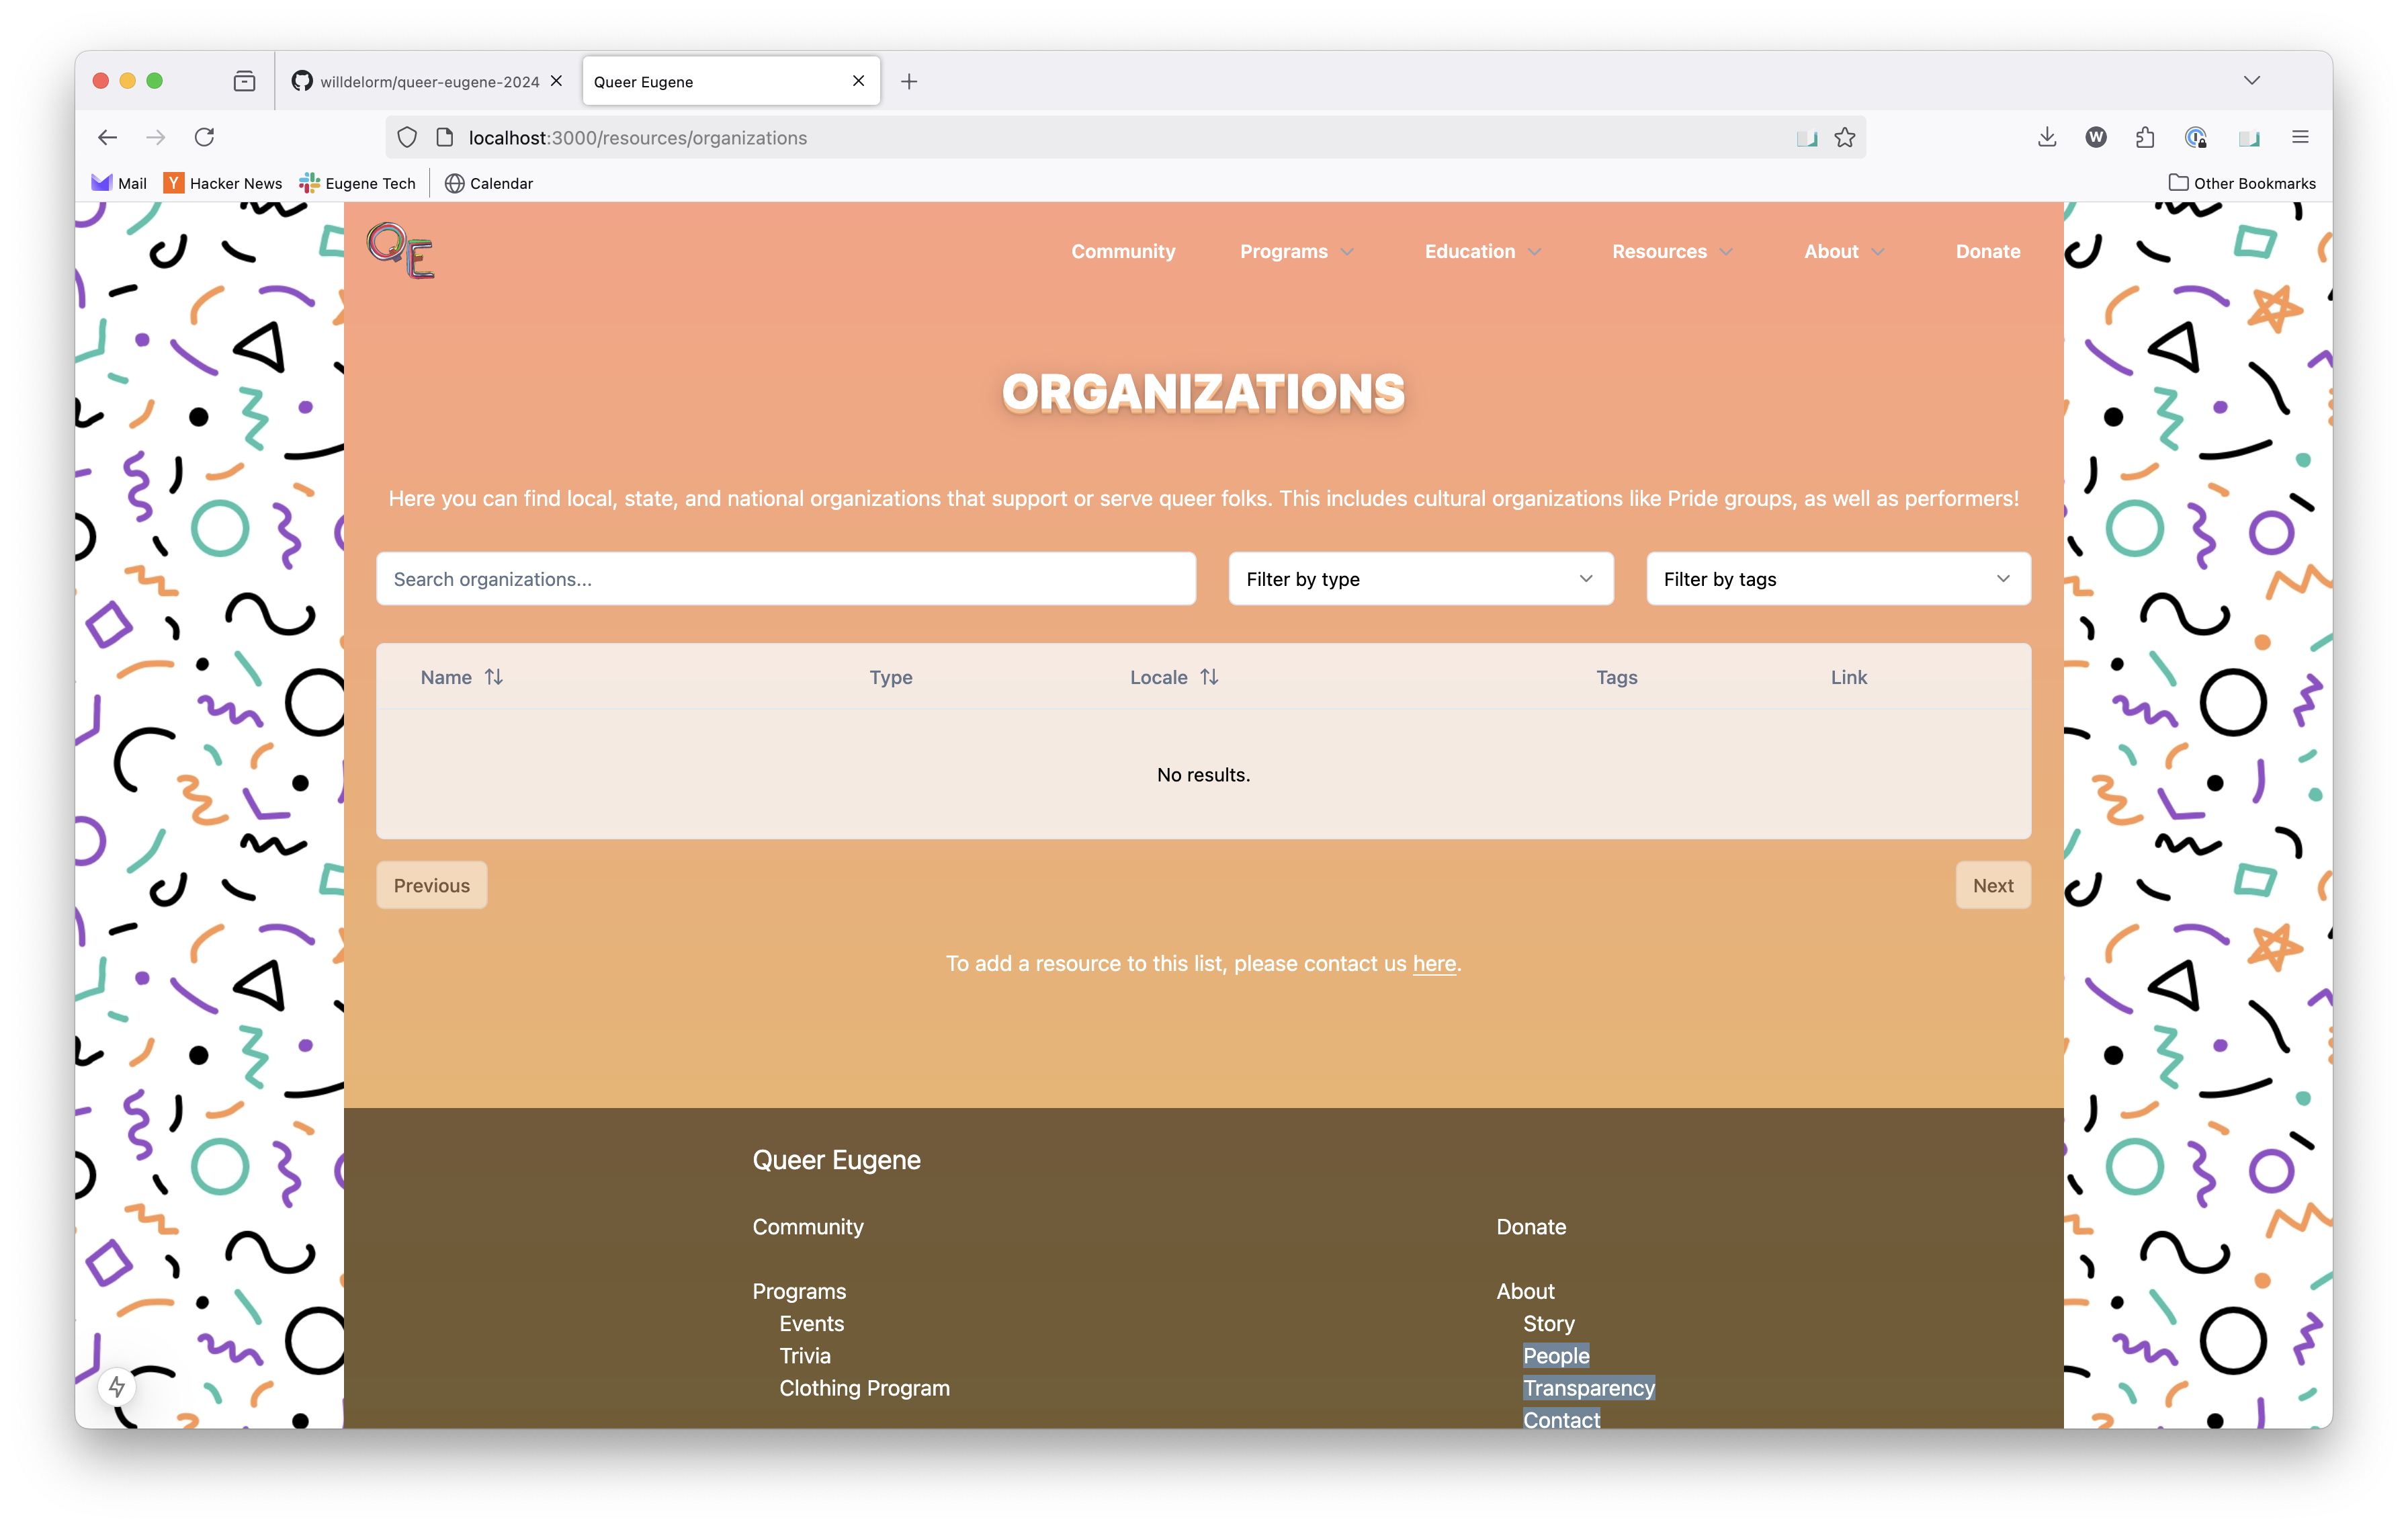 willdelorm/queer-eugene-2024
Queer Eugene
localhost:3000/resources/organizations
W
Mail
Y
Hacker News
Eugene Tech
Calendar
Other Bookmarks
QE
Community
Programs
Education
Resources
About
Donate
ORGANIZATIONS
Here you can find local, state, and national organizations that support or serve queer folks. This includes cultural organizations like Pride groups, as well as performers!
Search organizations...
Filter by type
Filter by tags
Name
Type
Locale
Tags
Link
No results.
Previous
Next
To add a resource to this list, please contact us here.
Queer Eugene
Community
Donate
Programs
About
Events
Story
Trivia
People
Clothing Program
Transparency
Contact